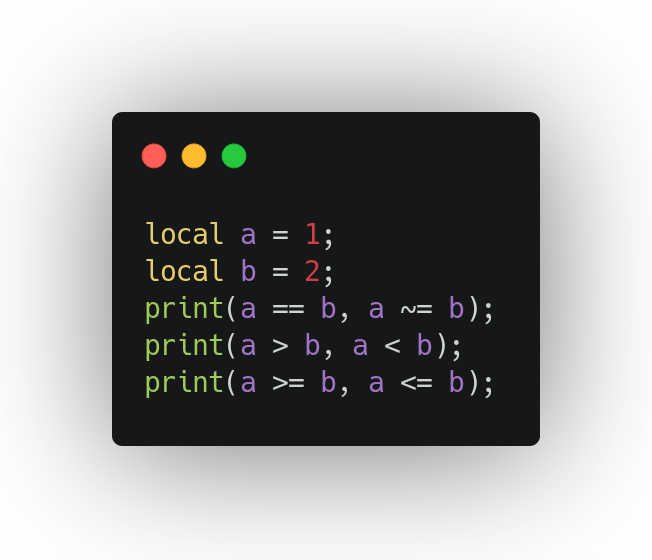 local a = 1;
local b = 2;
print(a == b, a ~= b);
print(a > b, a < b);
print(a >= b, a <= b);